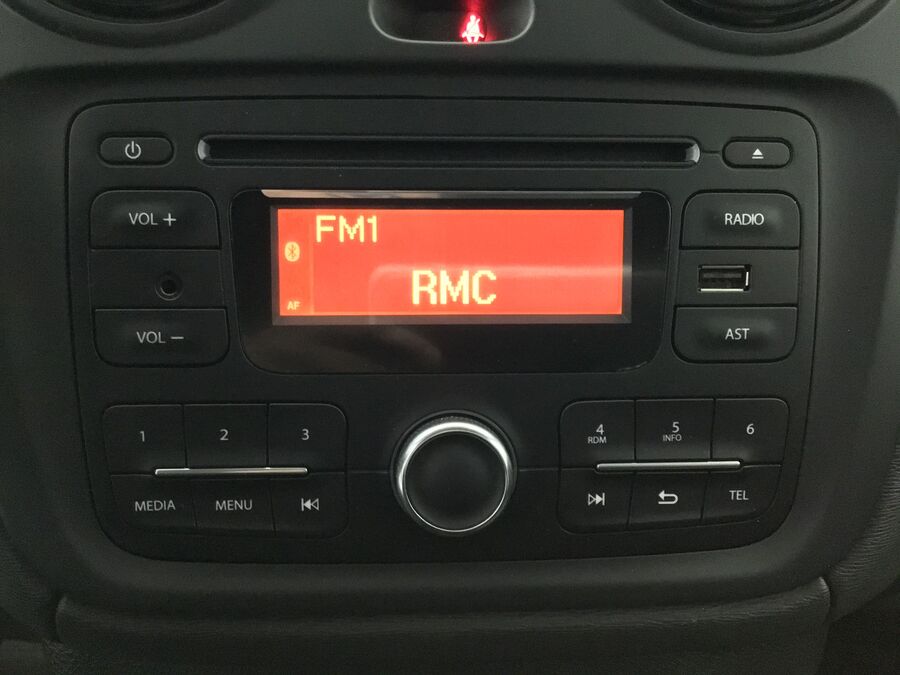 VOL +
RADIO
FM1
RMC
AF
VOL −
AST
1
2
3
4
RDM
5
INFO
6
MEDIA
MENU
TEL